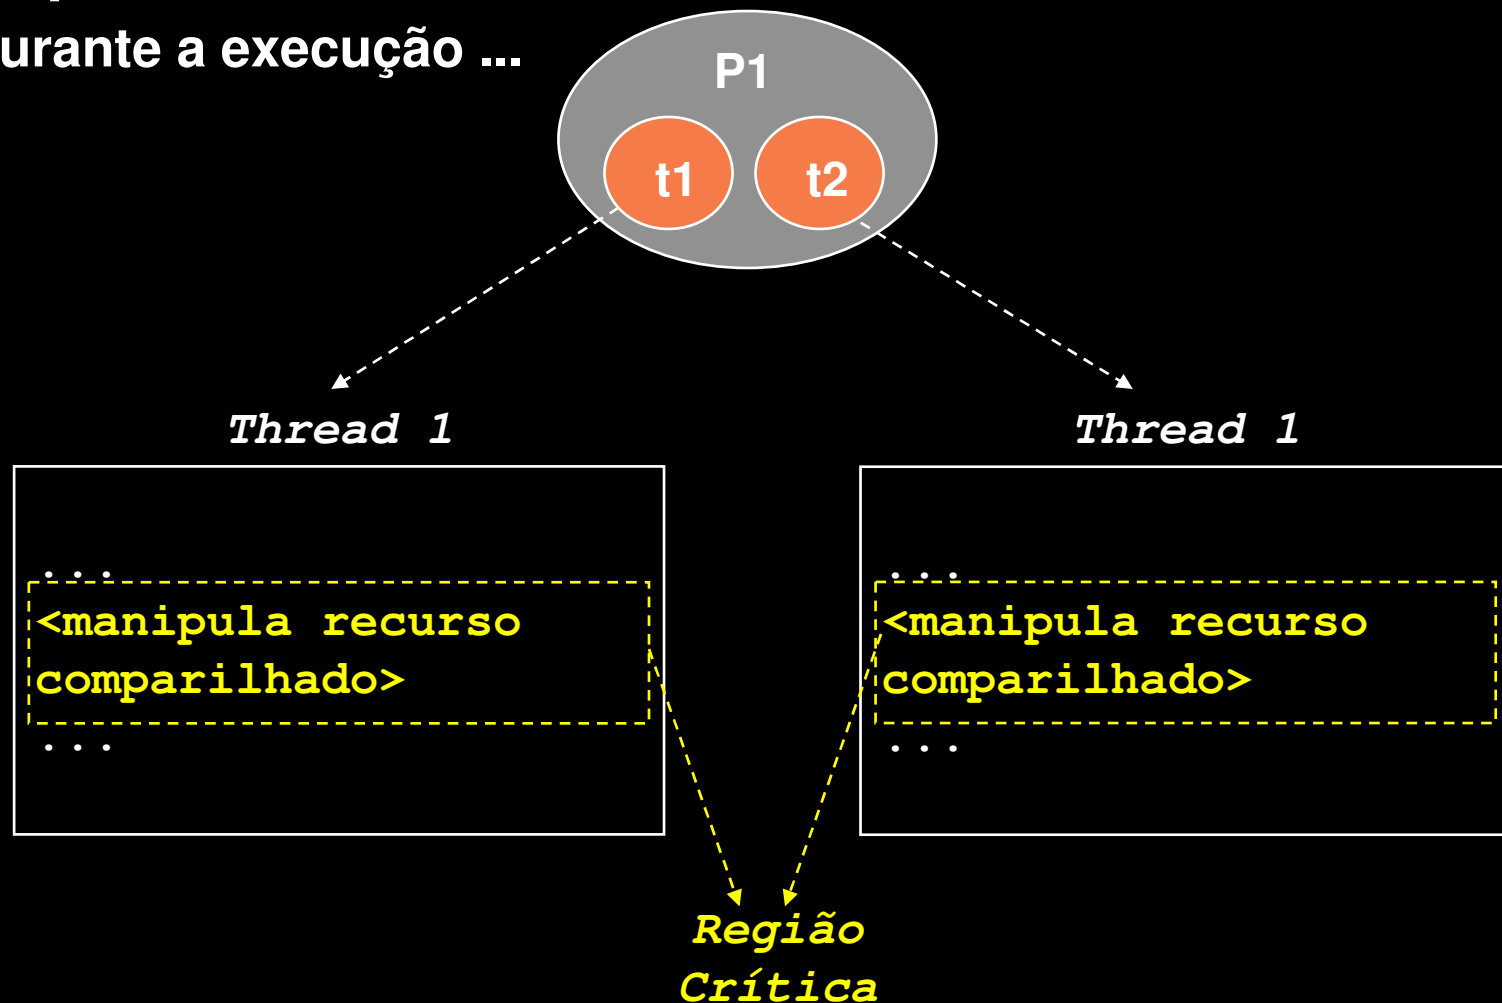 urante a execução ...
P1
t1 t2
Thread 1 Thread 1
...
<manipula recurso
comparilhado>
...
...
<manipula recurso
comparilhado>
...
Região
Crítica